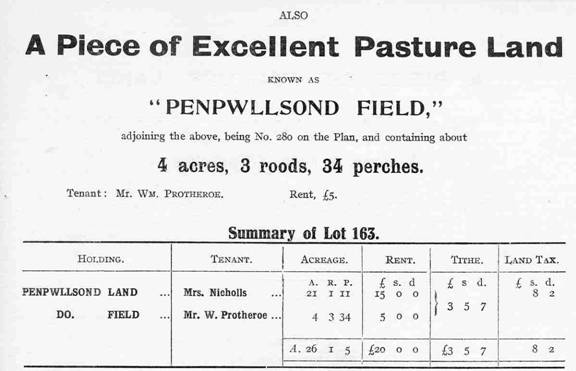 ALSO
A Piece of Excellent Pasture Land
KNOWN AS
"PENPWLLSOND FIELD,"
adjoining the above, being No. 280 on the Plan, and containing about
4 acres, 3 roods, 34 perches.
Tenant: Mr. WM. PROTHEROE. Rent, £5.
Summary of Lot 163.
HOLDING. TENANT. ACREAGE. RENT. TITHE. LAND TAX.
A. R. P. £ s. d £ s d. £ s. d.
PENPWLLSOND LAND ... Mrs. Nicholls ... 21 1 11 15 0 0 8 2
} 3 5 7
DO. FIELD ... Mr. W. Protheroe ... 4 3 34 5 0 0
A. 26 1 5 £20 0 0 £3 5 7 8 2